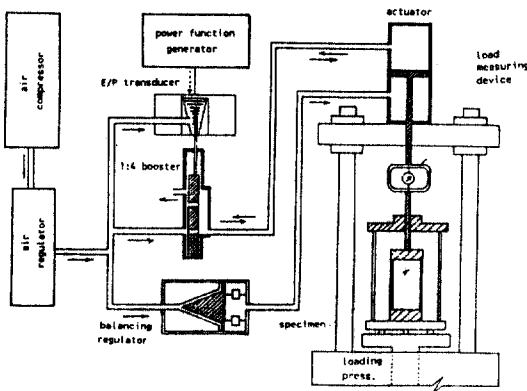 actuator
power function
generator
load
measuring
device
air
compressor
E/P transducer
1:4 booster
air
regulator
balancing
regulator
specimen
loading
press.